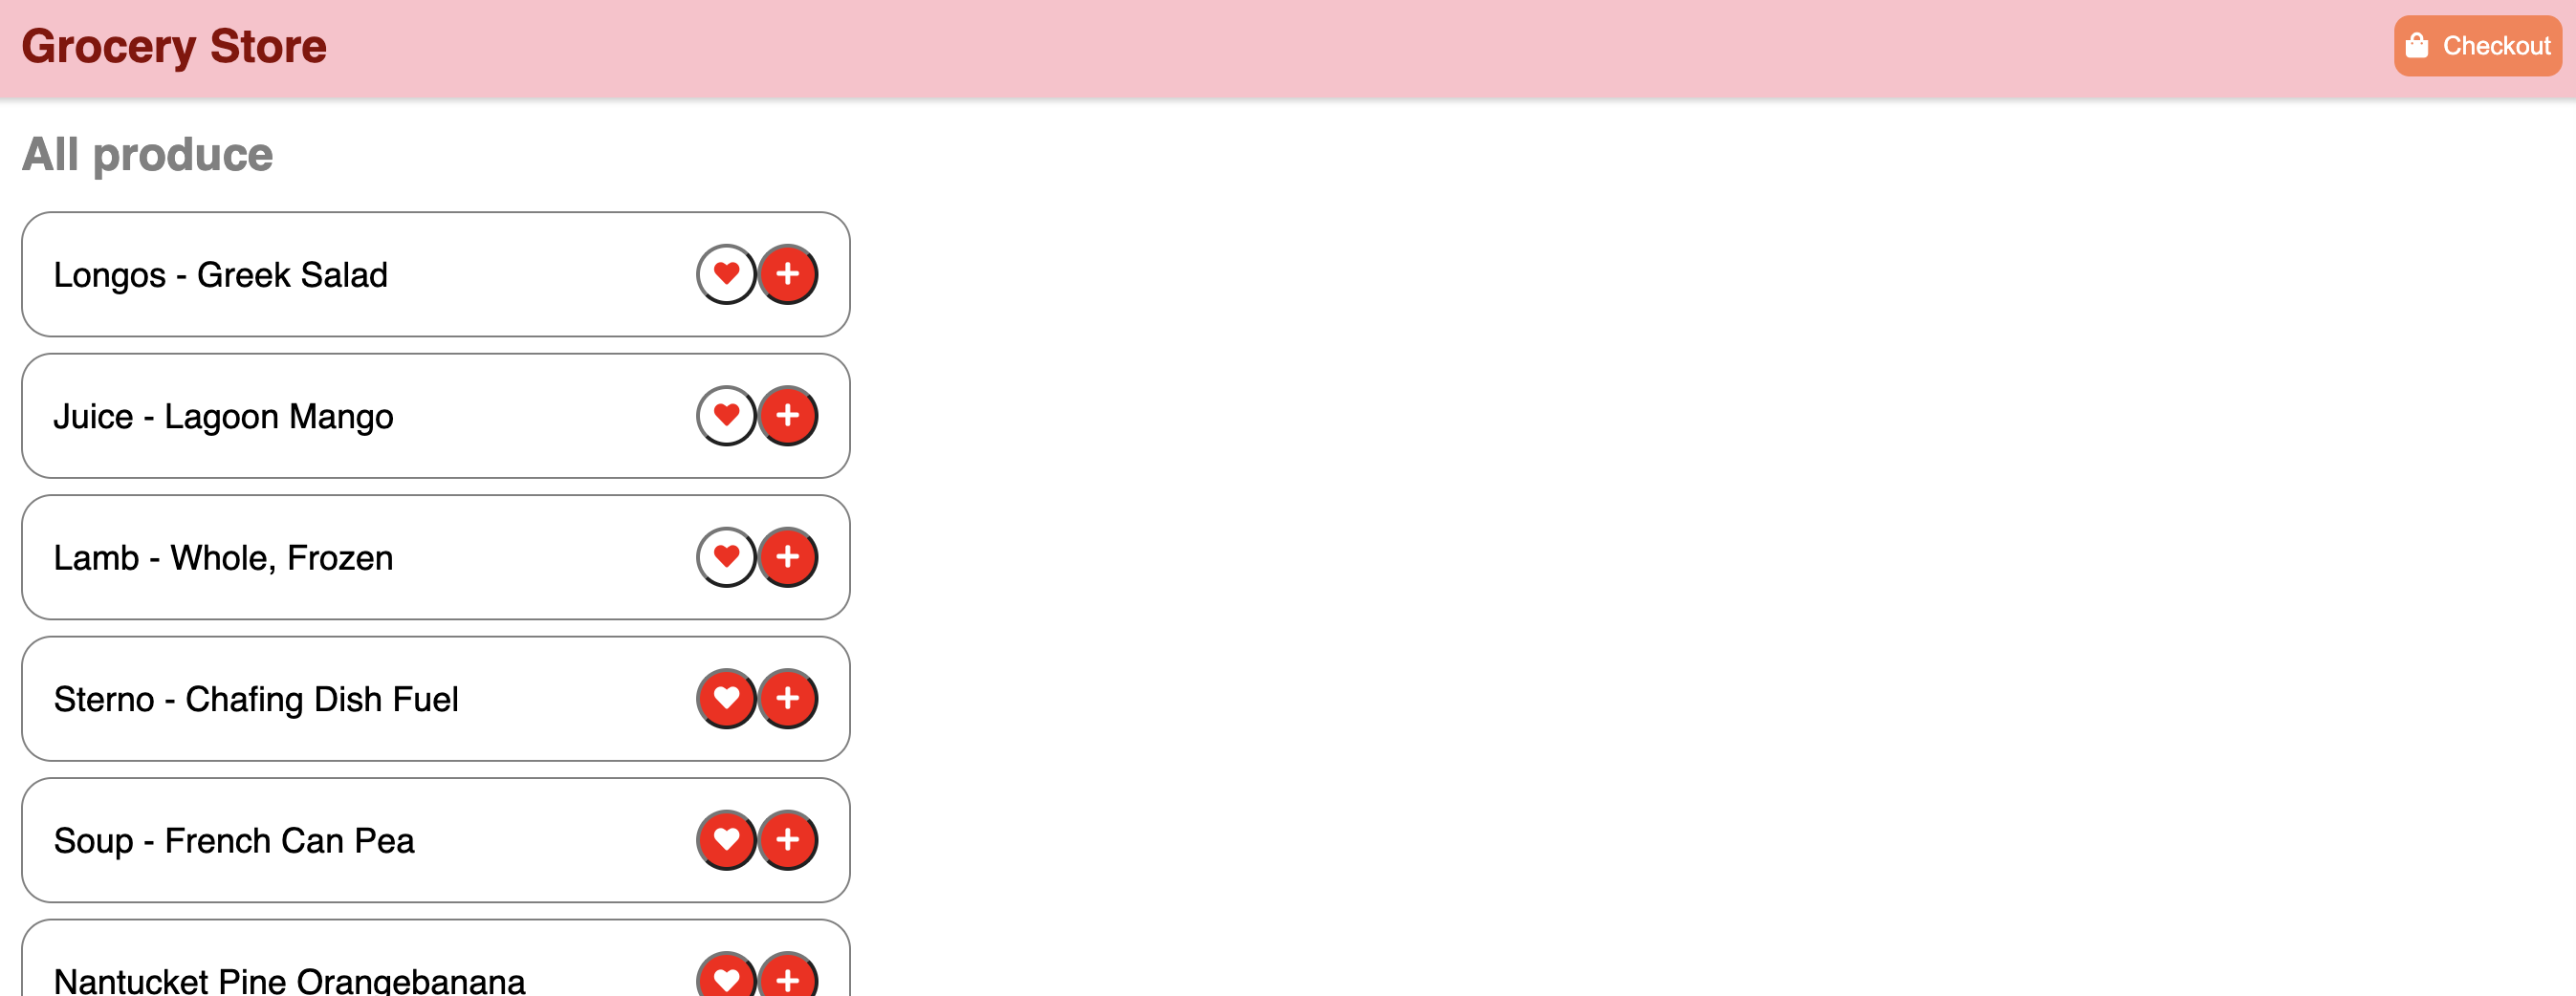 Grocery Store
Checkout
All produce
Longos - Greek Salad
Juice - Lagoon Mango
Lamb - Whole, Frozen
Sterno - Chafing Dish Fuel
Soup - French Can Pea
Nantucket Pine Orangebanana